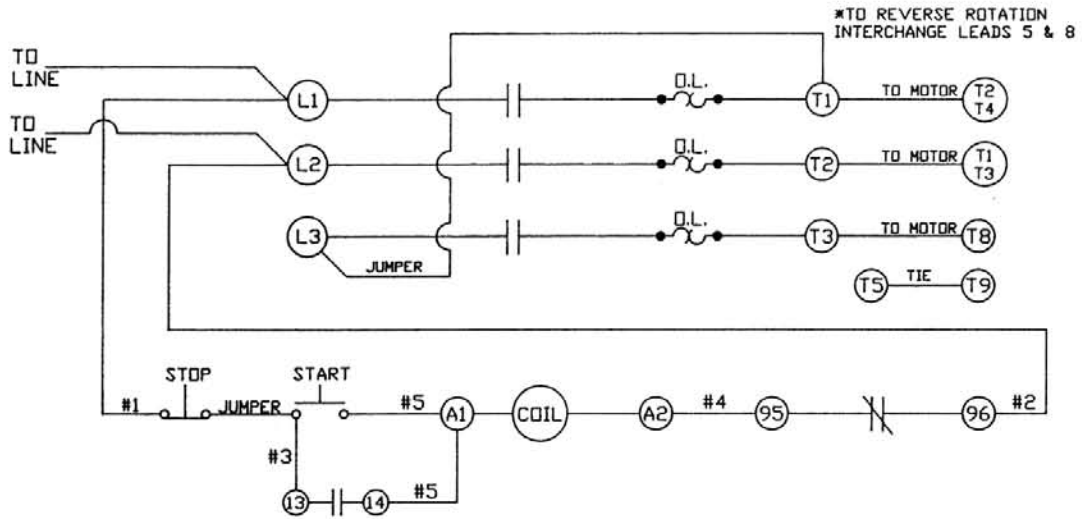 *TO REVERSE ROTATION
INTERCHANGE LEADS 5 & 8
TO
LINE
L1
O.L.
T1
TO MOTOR
T2
T4
TO
LINE
L2
O.L.
T2
TO MOTOR
T1
T3
L3
O.L.
T3
TO MOTOR
T8
JUMPER
T5
TIE
T9
STOP
START
#1
JUMPER
#5
A1
COIL
A2
#4
95
96
#2
#3
13
14
#5